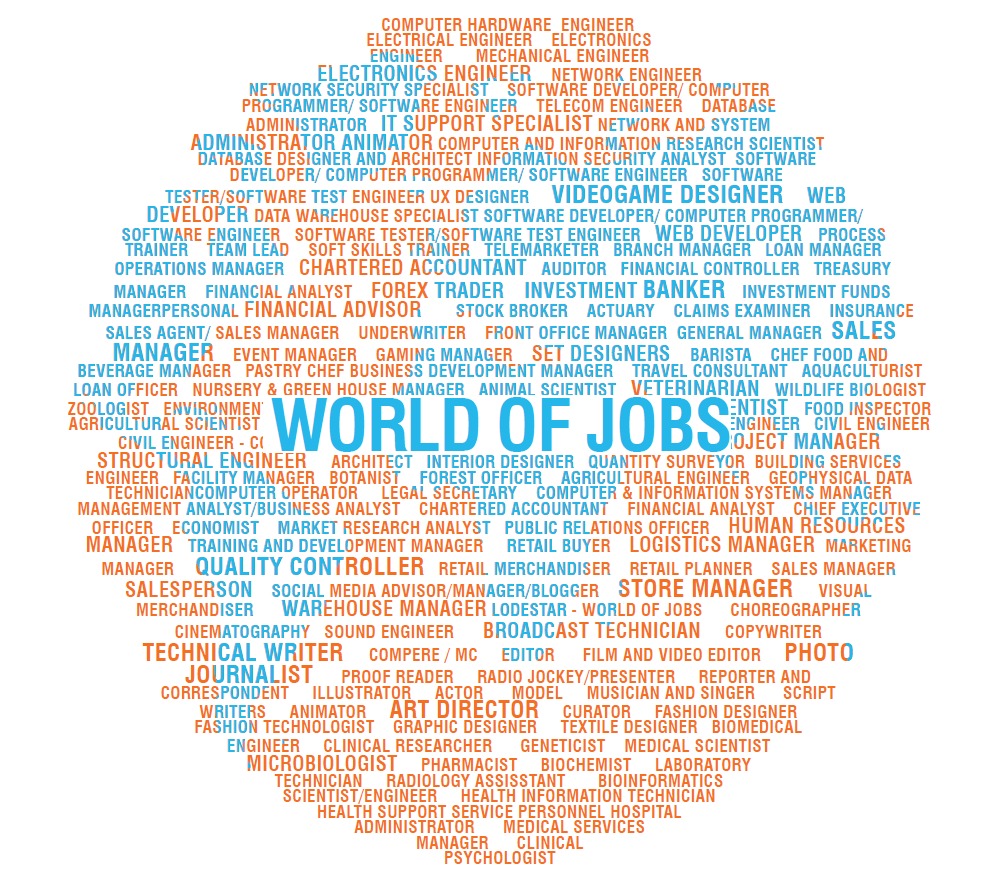 COMPUTER HARDWARE ENGINEER
ELECTRICAL ENGINEER ELECTRONICS
ENGINEER MECHANICAL ENGINEER
ELECTRONICS ENGINEER NETWORK ENGINEER
NETWORK SECURITY SPECIALIST SOFTWARE DEVELOPER/ COMPUTER
PROGRAMMER/ SOFTWARE ENGINEER TELECOM ENGINEER DATABASE
ADMINISTRATOR IT SUPPORT SPECIALIST NETWORK AND SYSTEM
ADMINISTRATOR ANIMATOR COMPUTER AND INFORMATION RESEARCH SCIENTIST
DATABASE DESIGNER AND ARCHITECT INFORMATION SECURITY ANALYST SOFTWARE
DEVELOPER/ COMPUTER PROGRAMMER/ SOFTWARE ENGINEER SOFTWARE
TESTER/SOFTWARE TEST ENGINEER UX DESIGNER VIDEOGAME DESIGNER WEB
DEVELOPER DATA WAREHOUSE SPECIALIST SOFTWARE DEVELOPER/ COMPUTER PROGRAMMER/
SOFTWARE ENGINEER SOFTWARE TESTER/SOFTWARE TEST ENGINEER WEB DEVELOPER PROCESS
TRAINER TEAM LEAD SOFT SKILLS TRAINER TELEMARKETER BRANCH MANAGER LOAN MANAGER
OPERATIONS MANAGER CHARTERED ACCOUNTANT AUDITOR FINANCIAL CONTROLLER TREASURY
MANAGER FINANCIAL ANALYST FOREX TRADER INVESTMENT BANKER INVESTMENT FUNDS
MANAGERPERSONAL FINANCIAL ADVISOR STOCK BROKER ACTUARY CLAIMS EXAMINER INSURANCE
SALES AGENT/ SALES MANAGER UNDERWRITER FRONT OFFICE MANAGER GENERAL MANAGER SALES
MANAGER EVENT MANAGER GAMING MANAGER SET DESIGNERS BARISTA CHEF FOOD AND
BEVERAGE MANAGER PASTRY CHEF BUSINESS DEVELOPMENT MANAGER TRAVEL CONSULTANT AQUACULTURIST
LOAN OFFICER NURSERY & GREEN HOUSE MANAGER ANIMAL SCIENTIST VETERINARIAN WILDLIFE BIOLOGIST
ZOOLOGIST ENVIRONMENT ENTIST FOOD INSPECTOR
WORLD OF JOBS
AGRICULTURAL SCIENTIST ENGINEER CIVIL ENGINEER
CIVIL ENGINEER - CO OJECT MANAGER
STRUCTURAL ENGINEER ARCHITECT INTERIOR DESIGNER QUANTITY SURVEYOR BUILDING SERVICES
ENGINEER FACILITY MANAGER BOTANIST FOREST OFFICER AGRICULTURAL ENGINEER GEOPHYSICAL DATA
TECHNICIANCOMPUTER OPERATOR LEGAL SECRETARY COMPUTER & INFORMATION SYSTEMS MANAGER
MANAGEMENT ANALYST/BUSINESS ANALYST CHARTERED ACCOUNTANT FINANCIAL ANALYST CHIEF EXECUTIVE
OFFICER ECONOMIST MARKET RESEARCH ANALYST PUBLIC RELATIONS OFFICER HUMAN RESOURCES
MANAGER TRAINING AND DEVELOPMENT MANAGER RETAIL BUYER LOGISTICS MANAGER MARKETING
MANAGER QUALITY CONTROLLER RETAIL MERCHANDISER RETAIL PLANNER SALES MANAGER
SALESPERSON SOCIAL MEDIA ADVISOR/MANAGER/BLOGGER STORE MANAGER VISUAL
MERCHANDISER WAREHOUSE MANAGER LODESTAR - WORLD OF JOBS CHOREOGRAPHER
CINEMATOGRAPHY SOUND ENGINEER BROADCAST TECHNICIAN COPYWRITER
TECHNICAL WRITER COMPERE / MC EDITOR FILM AND VIDEO EDITOR PHOTO
JOURNALIST PROOF READER RADIO JOCKEY/PRESENTER REPORTER AND
CORRESPONDENT ILLUSTRATOR ACTOR MODEL MUSICIAN AND SINGER SCRIPT
WRITERS ANIMATOR ART DIRECTOR CURATOR FASHION DESIGNER
FASHION TECHNOLOGIST GRAPHIC DESIGNER TEXTILE DESIGNER BIOMEDICAL
ENGINEER CLINICAL RESEARCHER GENETICIST MEDICAL SCIENTIST
MICROBIOLOGIST PHARMACIST BIOCHEMIST LABORATORY
TECHNICIAN RADIOLOGY ASSISSTANT BIOINFORMATICS
SCIENTIST/ENGINEER HEALTH INFORMATION TECHNICIAN
HEALTH SUPPORT SERVICE PERSONNEL HOSPITAL
ADMINISTRATOR MEDICAL SERVICES
MANAGER CLINICAL
PSYCHOLOGIST